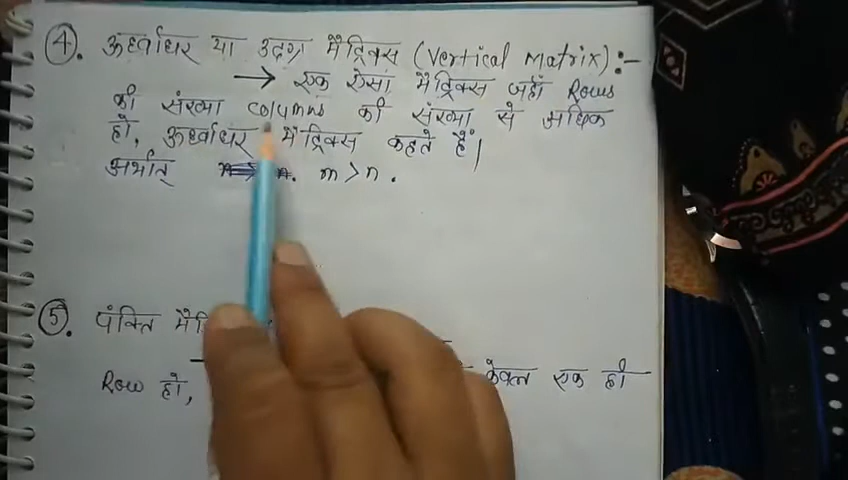 ④. ऊर्ध्वाधर या उदग्र मैट्रिक्स (Vertical Matrix):-
→ एक ऐसा मैट्रिक्स जहाँ Rows
की संख्या columns की संख्या से अधिक
हो, ऊर्ध्वाधर मैट्रिक्स कहते हैं|
अर्थात् m > n.
⑤. पंक्ति
केवल एक ही
Row हो,